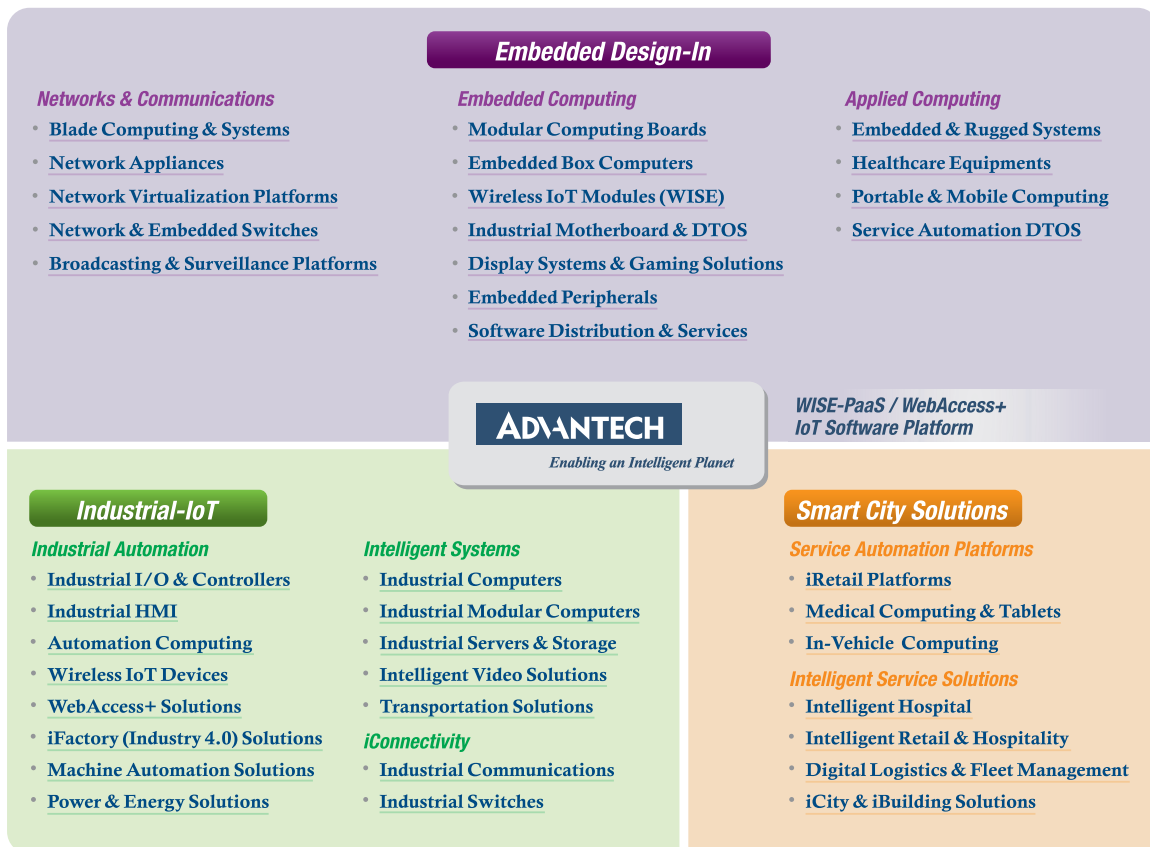 Embedded Design-In
Networks & Communications
• Blade Computing & Systems
• Network Appliances
• Network Virtualization Platforms
• Network & Embedded Switches
• Broadcasting & Surveillance Platforms
Embedded Computing
• Modular Computing Boards
• Embedded Box Computers
• Wireless IoT Modules (WISE)
• Industrial Motherboard & DTOS
• Display Systems & Gaming Solutions
• Embedded Peripherals
• Software Distribution & Services
Applied Computing
• Embedded & Rugged Systems
• Healthcare Equipments
• Portable & Mobile Computing
• Service Automation DTOS
ADVANTECH
Enabling an Intelligent Planet
WISE-PaaS / WebAccess+
IoT Software Platform
Industrial-IoT
Industrial Automation
• Industrial I/O & Controllers
• Industrial HMI
• Automation Computing
• Wireless IoT Devices
• WebAccess+ Solutions
• iFactory (Industry 4.0) Solutions
• Machine Automation Solutions
• Power & Energy Solutions
Intelligent Systems
• Industrial Computers
• Industrial Modular Computers
• Industrial Servers & Storage
• Intelligent Video Solutions
• Transportation Solutions
iConnectivity
• Industrial Communications
• Industrial Switches
Smart City Solutions
Service Automation Platforms
• iRetail Platforms
• Medical Computing & Tablets
• In-Vehicle Computing
Intelligent Service Solutions
• Intelligent Hospital
• Intelligent Retail & Hospitality
• Digital Logistics & Fleet Management
• iCity & iBuilding Solutions